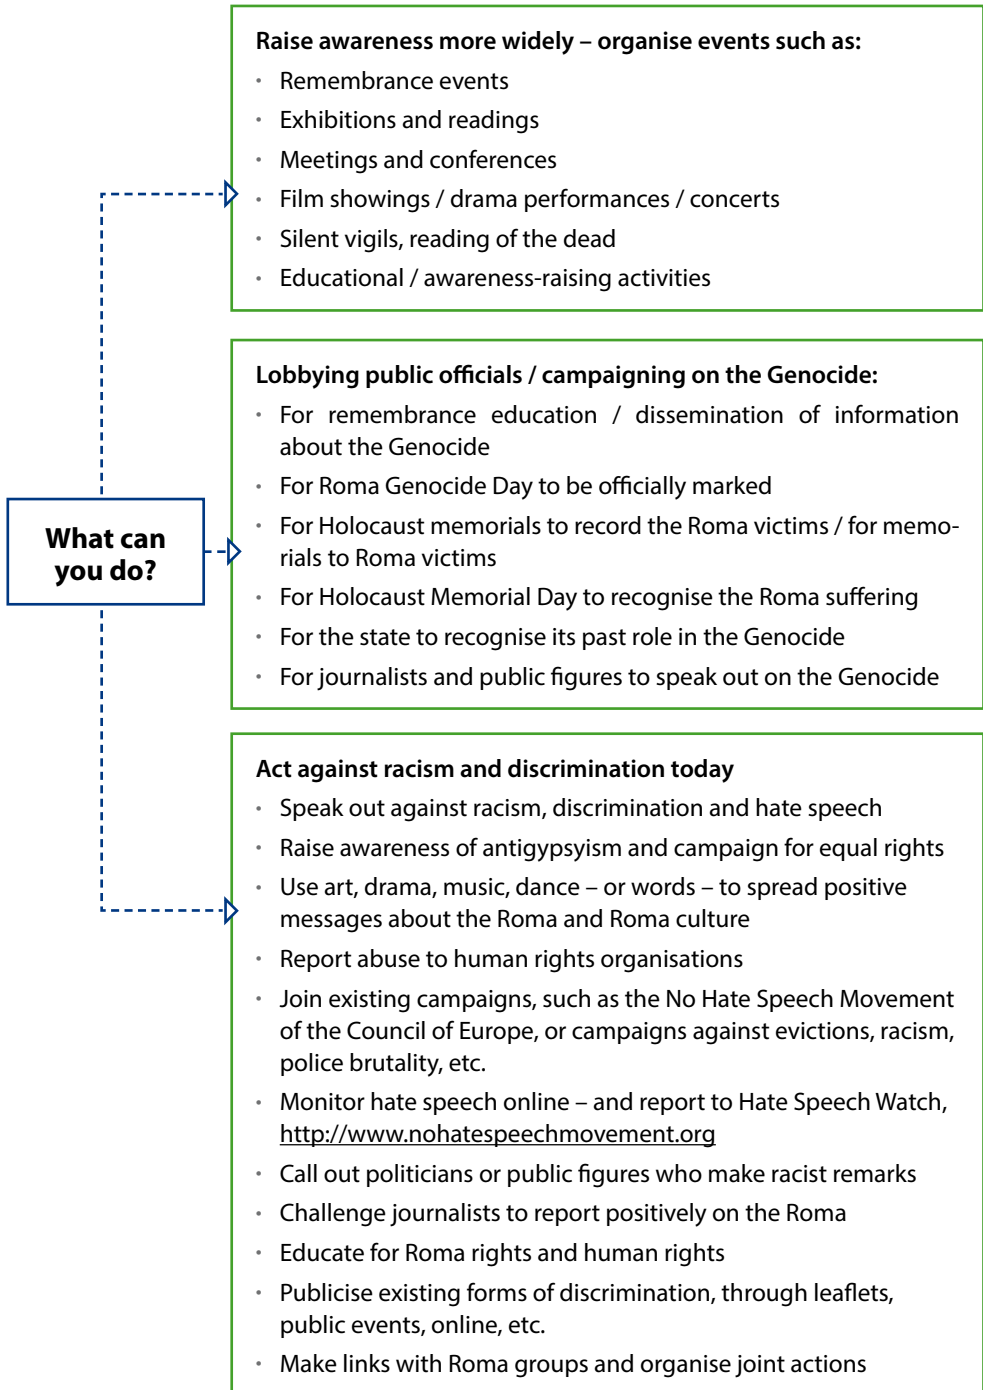 Raise awareness more widely – organise events such as:
• Remembrance events
• Exhibitions and readings
• Meetings and conferences
• Film showings / drama performances / concerts
• Silent vigils, reading of the dead
• Educational / awareness-raising activities
Lobbying public officials / campaigning on the Genocide:
• For remembrance education / dissemination of information
about the Genocide
• For Roma Genocide Day to be officially marked
• For Holocaust memorials to record the Roma victims / for memo-
rials to Roma victims
• For Holocaust Memorial Day to recognise the Roma suffering
• For the state to recognise its past role in the Genocide
• For journalists and public figures to speak out on the Genocide
What can
you do?
Act against racism and discrimination today
• Speak out against racism, discrimination and hate speech
• Raise awareness of antigypsyism and campaign for equal rights
• Use art, drama, music, dance – or words – to spread positive
messages about the Roma and Roma culture
• Report abuse to human rights organisations
• Join existing campaigns, such as the No Hate Speech Movement
of the Council of Europe, or campaigns against evictions, racism,
police brutality, etc.
• Monitor hate speech online – and report to Hate Speech Watch,
http://www.nohatespeechmovement.org
• Call out politicians or public figures who make racist remarks
• Challenge journalists to report positively on the Roma
• Educate for Roma rights and human rights
• Publicise existing forms of discrimination, through leaflets,
public events, online, etc.
• Make links with Roma groups and organise joint actions